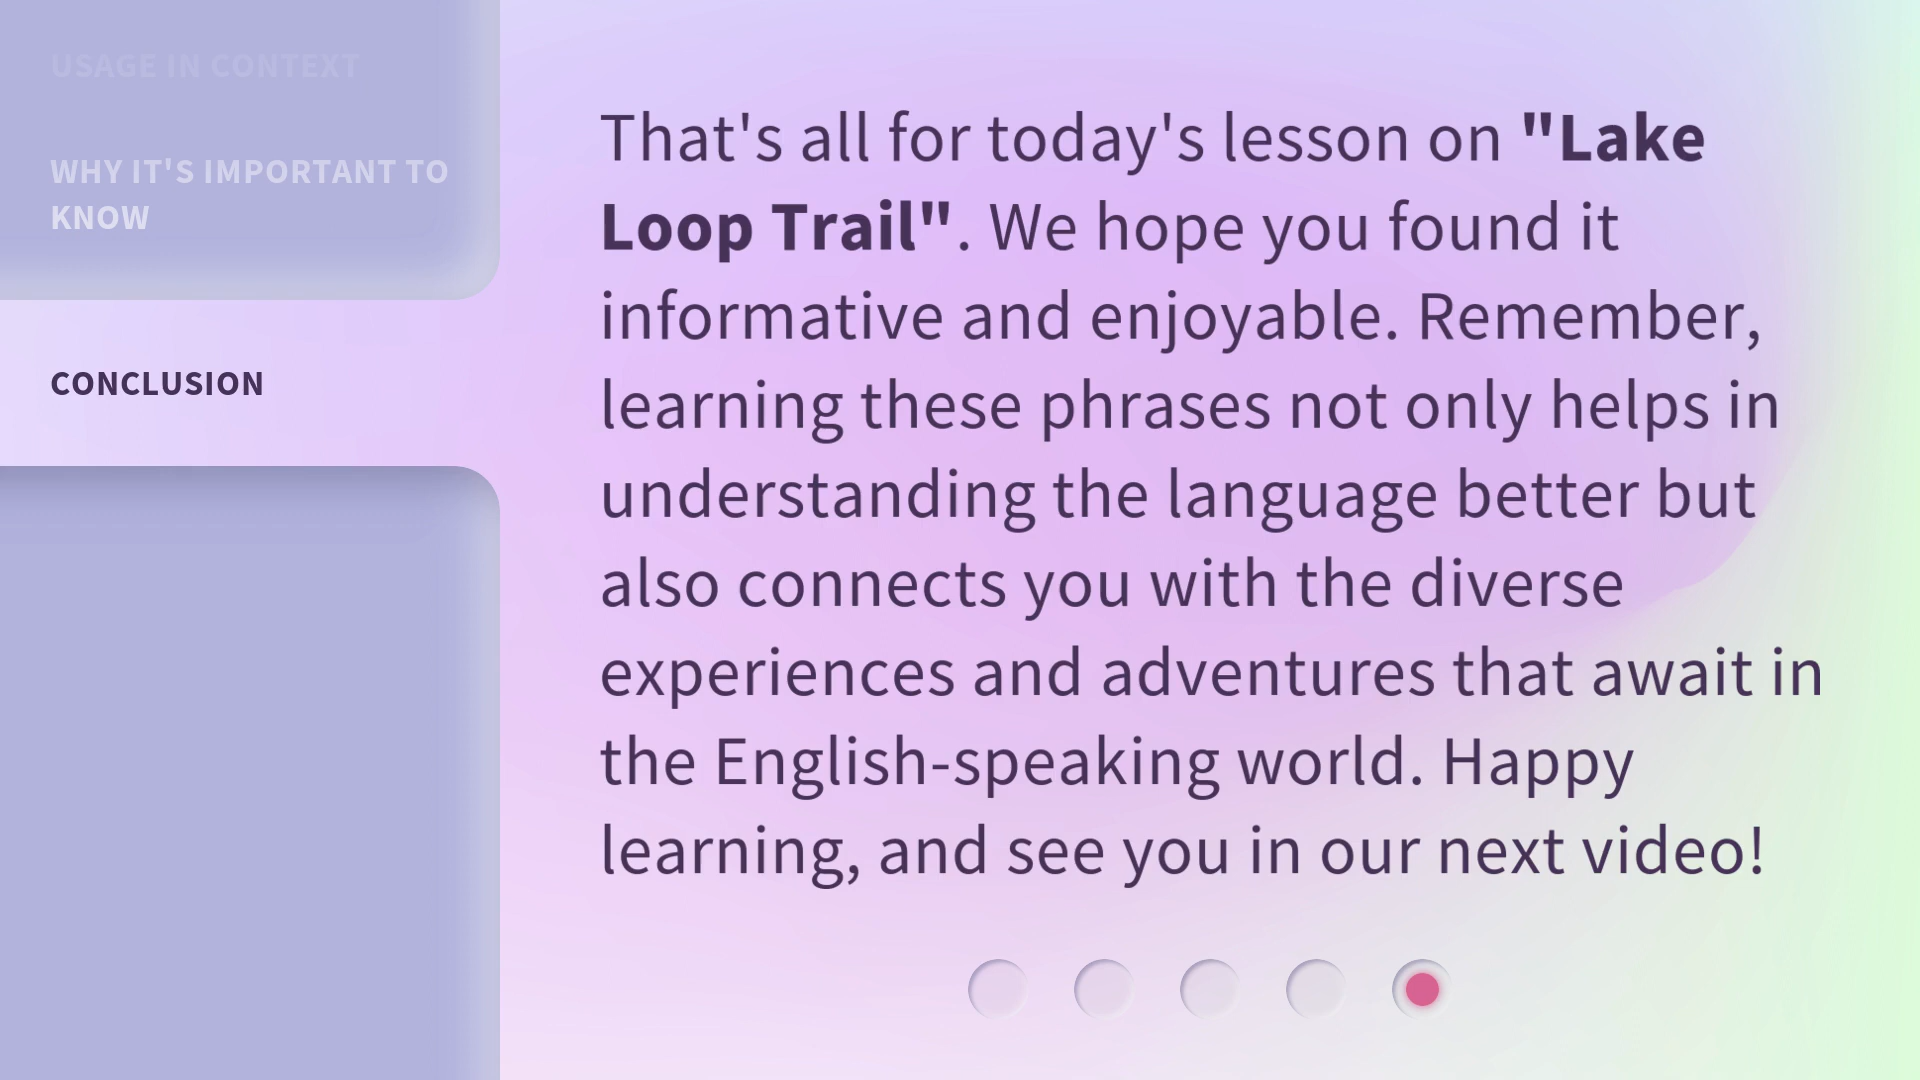 USAGE IN CONTEXT
WHY IT'S IMPORTANT TO
KNOW
CONCLUSION
That's all for today's lesson on "Lake
Loop Trail". We hope you found it
informative and enjoyable. Remember,
learning these phrases not only helps in
understanding the language better but
also connects you with the diverse
experiences and adventures that await in
the English-speaking world. Happy
learning, and see you in our next video!